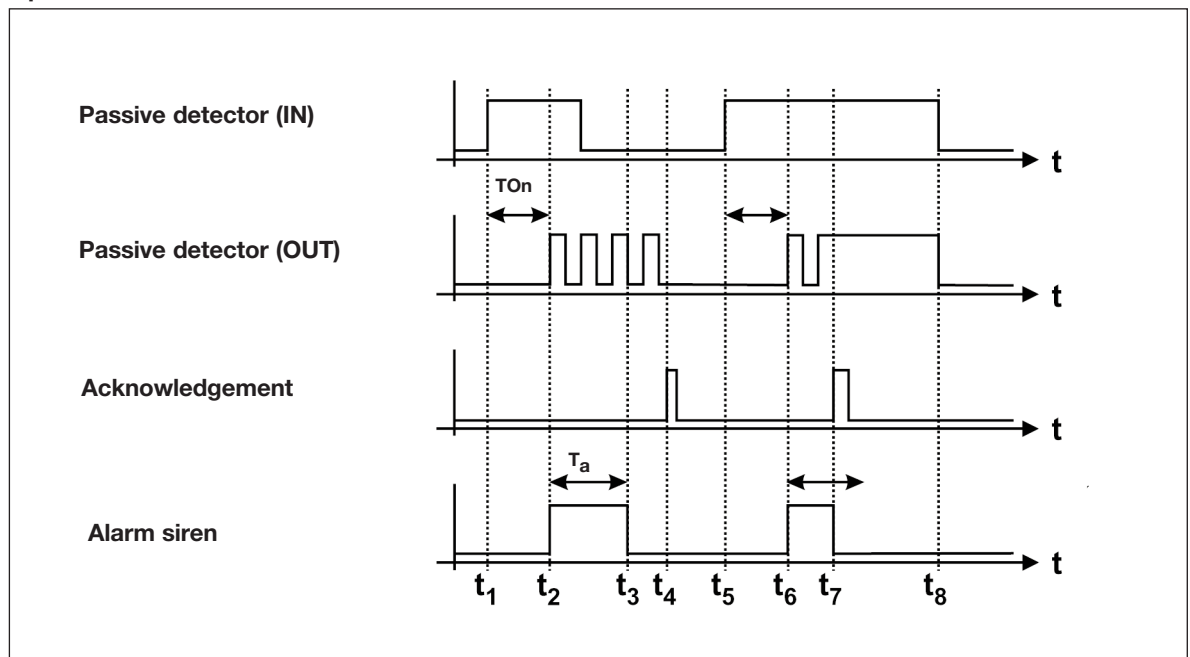 Passive detector (IN)
t
TOn
Passive detector (OUT)
t
Acknowledgement
t
Ta
Alarm siren
t
t1 t2 t3 t4 t5 t6 t7 t8